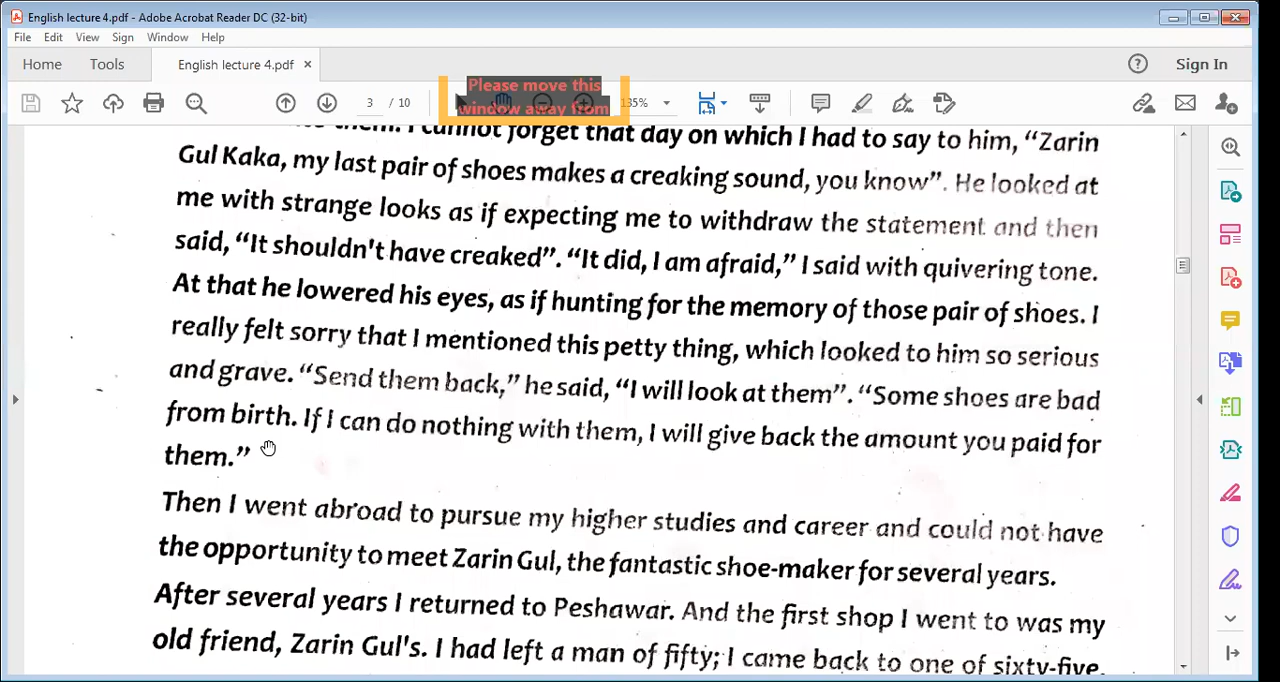 English lecture 4.pdf - Adobe Acrobat Reader DC (32-bit)
File Edit View Sign Window Help
Home Tools English lecture 4.pdf × Sign In
3 / 10 Please move this 135%
window away from
them. I cannot forget that day on which I had to say to him, “Zarin
Gul Kaka, my last pair of shoes makes a creaking sound, you know”. He looked at
me with strange looks as if expecting me to withdraw the statement and then
said, “It shouldn't have creaked”. “It did, I am afraid,” I said with quivering tone.
At that he lowered his eyes, as if hunting for the memory of those pair of shoes. I
really felt sorry that I mentioned this petty thing, which looked to him so serious
and grave. “Send them back,” he said, “I will look at them”. “Some shoes are bad
from birth. If I can do nothing with them, I will give back the amount you paid for
them.”
Then I went abroad to pursue my higher studies and career and could not have
the opportunity to meet Zarin Gul, the fantastic shoe-maker for several years.
After several years I returned to Peshawar. And the first shop I went to was my
old friend, Zarin Gul's. I had left a man of fifty; I came back to one of sixty-five,